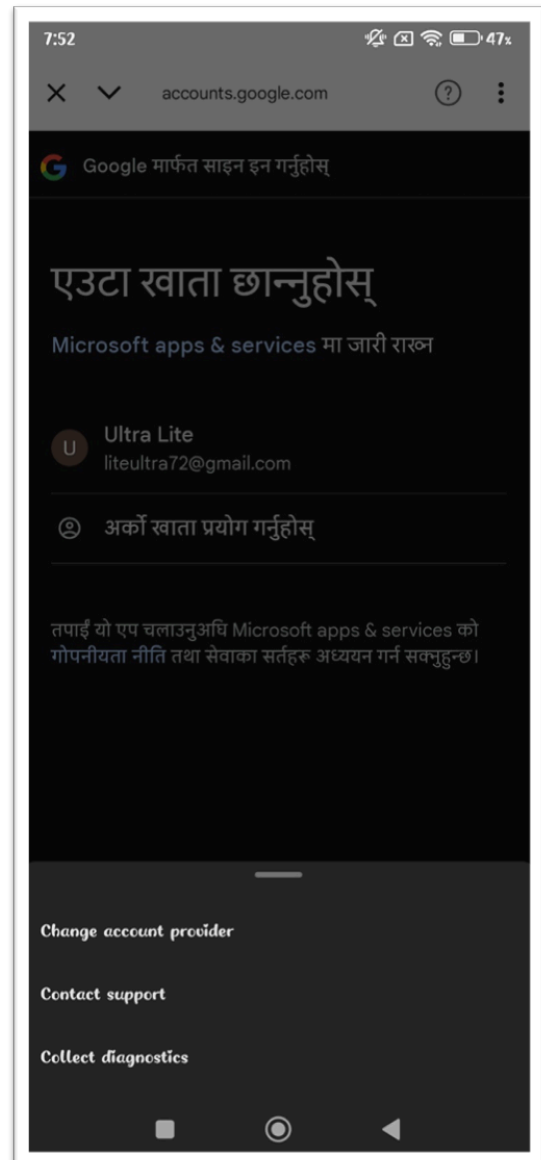 7:52
47%
accounts.google.com
Google मार्फत साइन इन गर्नुहोस्
एउटा खाता छान्नुहोस्
Microsoft apps & services मा जारी राख्न
U
Ultra Lite
liteultra72@gmail.com
अर्को खाता प्रयोग गर्नुहोस्
तपाईं यो एप चलाउनुअघि Microsoft apps & services को
गोपनीयता नीति तथा सेवाका सर्तहरू अध्ययन गर्न सक्नुहुन्छ।
Change account provider
Contact support
Collect diagnostics